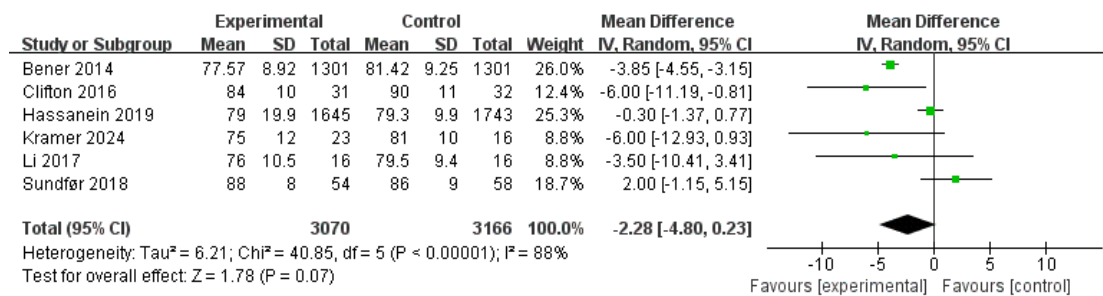 Experimental Control Mean Difference Mean Difference
Study or Subgroup Mean SD Total Mean SD Total Weight IV, Random, 95% CI IV, Random, 95% CI
Bener 2014 77.57 8.92 1301 81.42 9.25 1301 26.0% -3.85 [-4.55, -3.15]
Clifton 2016 84 10 31 90 11 32 12.4% -6.00 [-11.19, -0.81]
Hassanein 2019 79 19.9 1645 79.3 9.9 1743 25.3% -0.30 [-1.37, 0.77]
Kramer 2024 75 12 23 81 10 16 8.8% -6.00 [-12.93, 0.93]
Li 2017 76 10.5 16 79.5 9.4 16 8.8% -3.50 [-10.41, 3.41]
Sundfør 2018 88 8 54 86 9 58 18.7% 2.00 [-1.15, 5.15]
Total (95% CI) 3070 3166 100.0% -2.28 [-4.80, 0.23]
Heterogeneity: Tau² = 6.21; Chi² = 40.85, df = 5 (P < 0.00001); I² = 88%
Test for overall effect: Z = 1.78 (P = 0.07)
-10 -5 0 5 10
Favours [experimental] Favours [control]